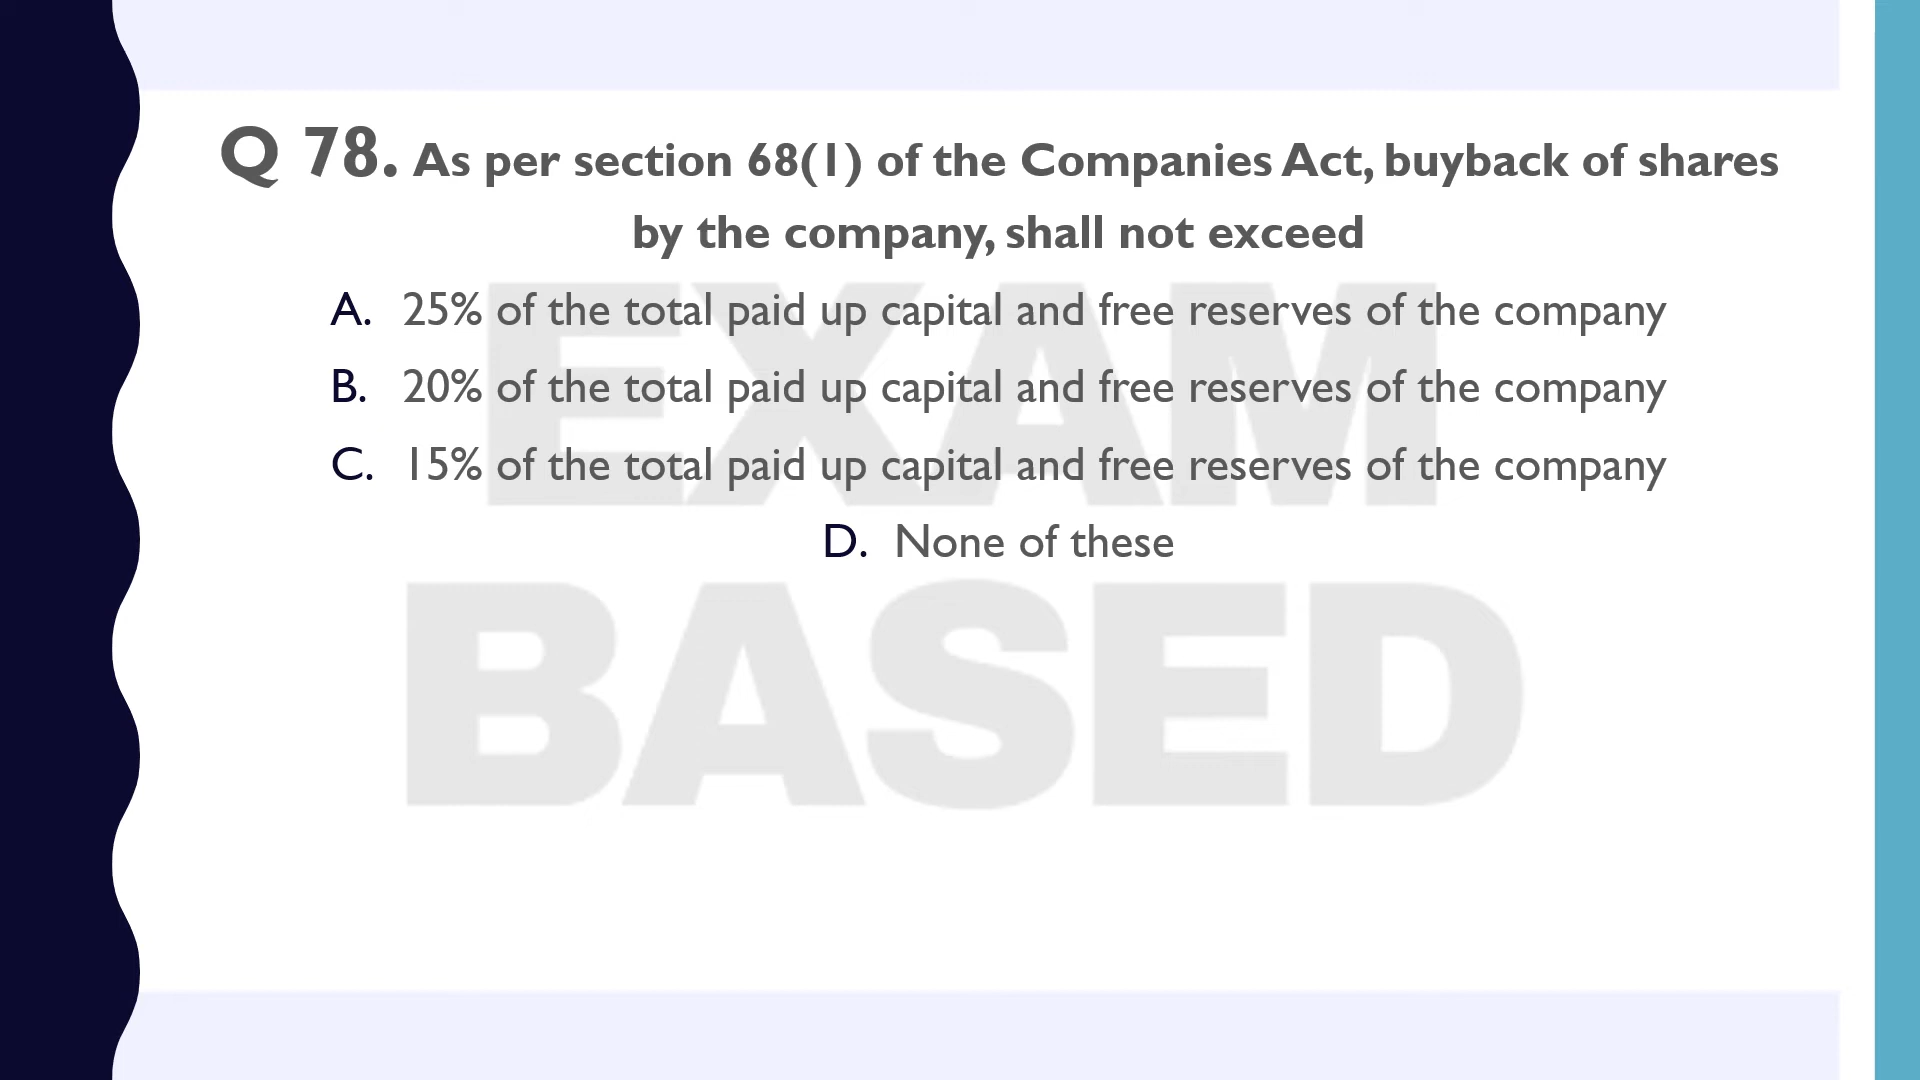 Q 78. As per section 68(1) of the Companies Act, buyback of shares
by the company, shall not exceed
A. 25% of the total paid up capital and free reserves of the company
B. 20% of the total paid up capital and free reserves of the company
C. 15% of the total paid up capital and free reserves of the company
D. None of these
EXAM
BASED